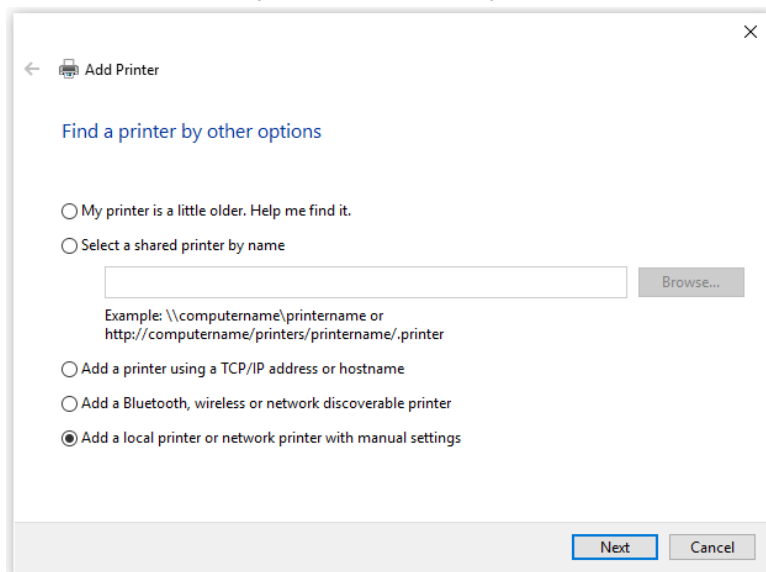 Add Printer
Find a printer by other options
My printer is a little older. Help me find it.
Select a shared printer by name
Browse...
Example: \\computername\printername or
http://computername/printers/printername/.printer
Add a printer using a TCP/IP address or hostname
Add a Bluetooth, wireless or network discoverable printer
Add a local printer or network printer with manual settings
Next Cancel